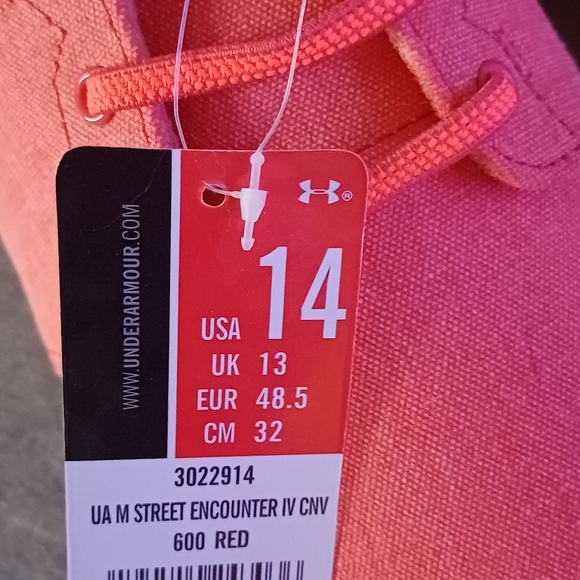 WWW.UNDERARMOUR.COM
®
USA 14
UK 13
EUR 48.5
CM 32
3022914
UA M STREET ENCOUNTER IV CNV
600 RED